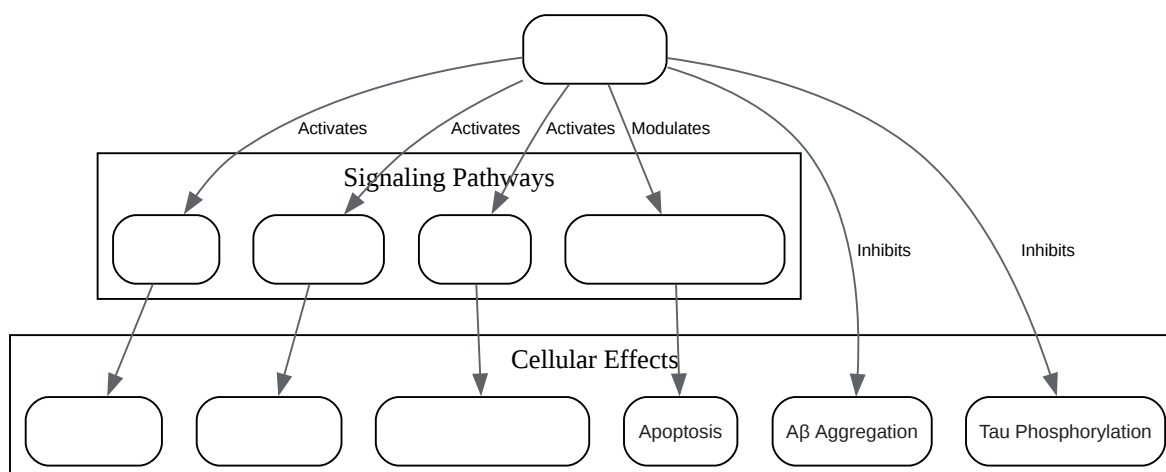 Activates
Activates
Activates
Modulates
Signaling Pathways
Inhibits
Inhibits
Cellular Effects
Apoptosis
Aβ Aggregation
Tau Phosphorylation